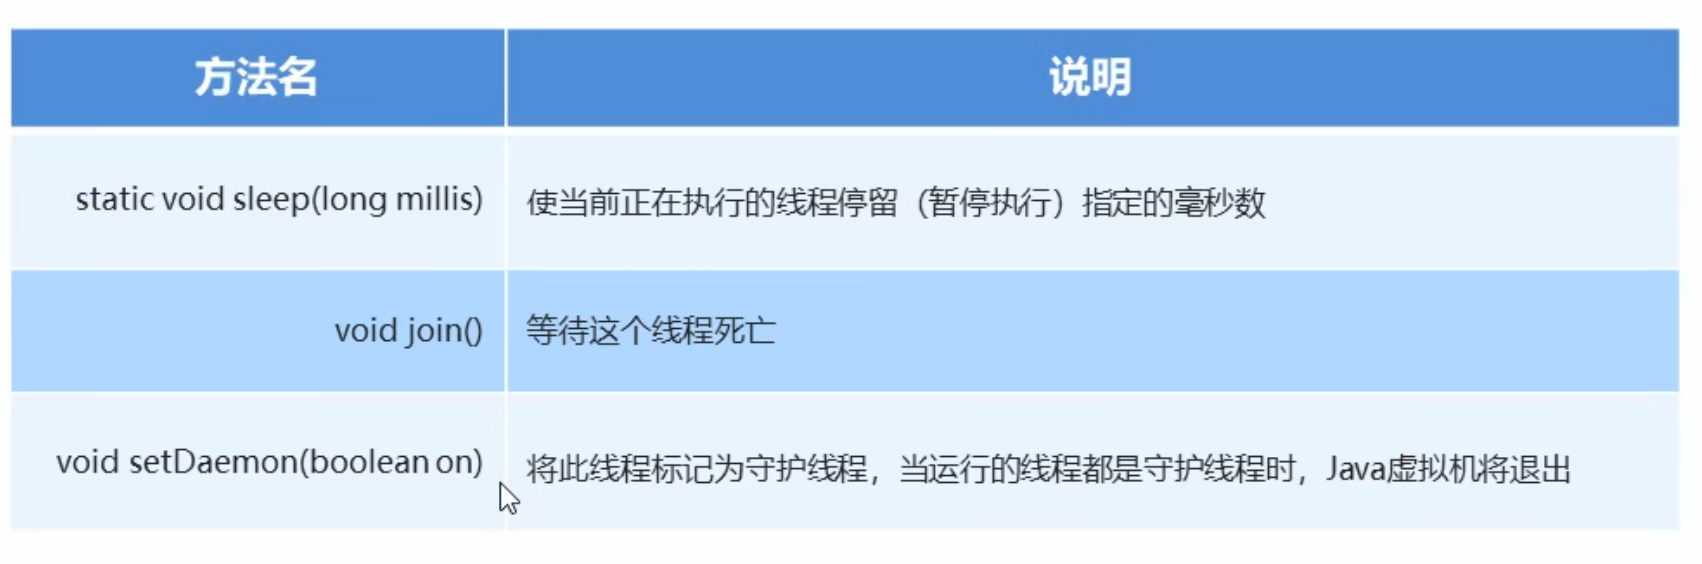 方法名
说明
static void sleep(long millis)
使当前正在执行的线程停留（暂停执行）指定的毫秒数
void join()
等待这个线程死亡
void setDaemon(boolean on)
将此线程标记为守护线程，当运行的线程都是守护线程时，Java虚拟机将退出